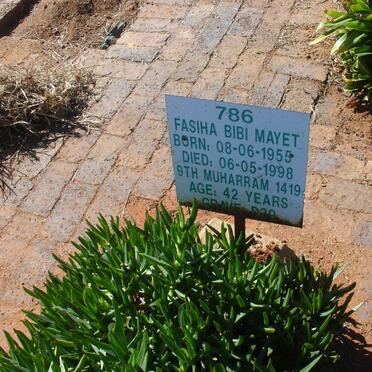 786
FASIHA BIBI MAYET
BORN: 08-06-1955
DIED: 06-05-1998
9TH MUHARRAM 1419
AGE: 42 YEARS